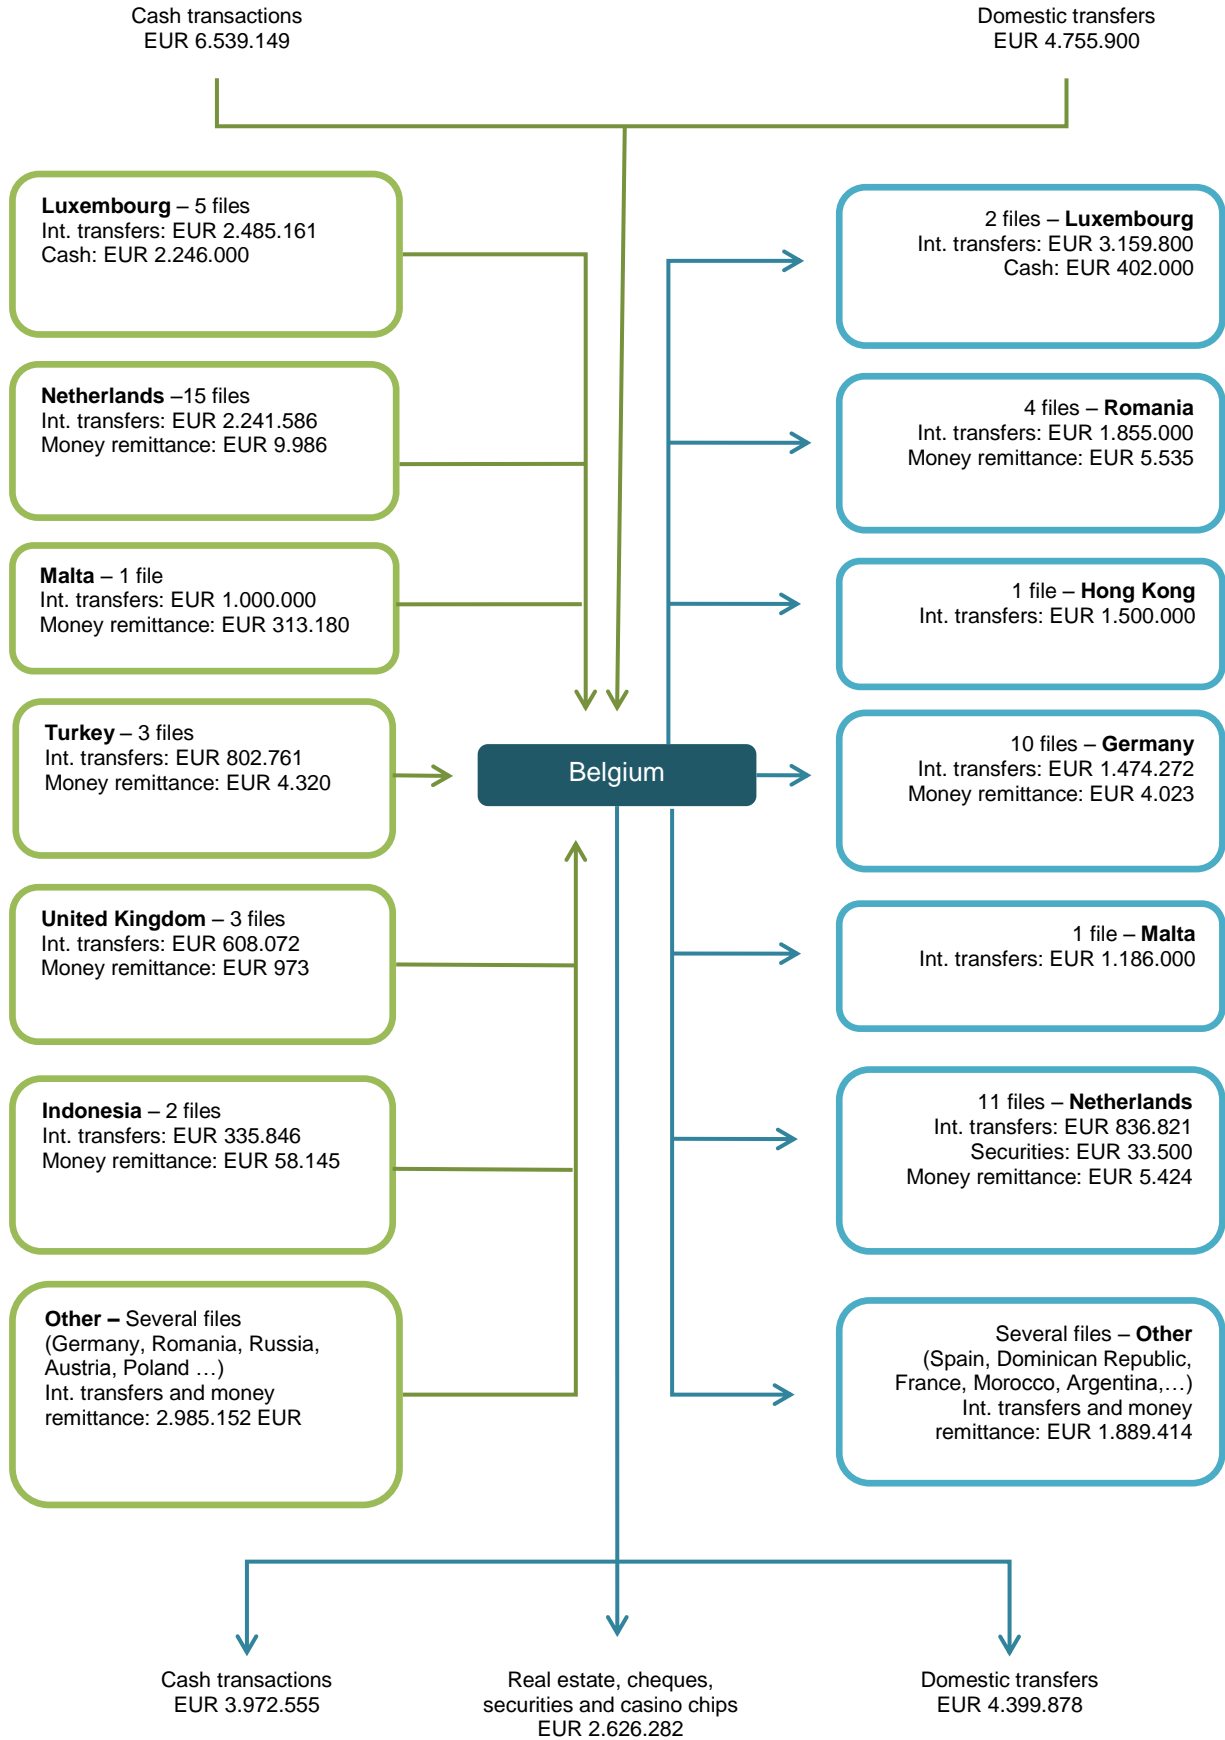 Cash transactions
EUR 6.539.149
Domestic transfers
EUR 4.755.900
Luxembourg – 5 files
Int. transfers: EUR 2.485.161
Cash: EUR 2.246.000
2 files – Luxembourg
Int. transfers: EUR 3.159.800
Cash: EUR 402.000
Netherlands –15 files
Int. transfers: EUR 2.241.586
Money remittance: EUR 9.986
4 files – Romania
Int. transfers: EUR 1.855.000
Money remittance: EUR 5.535
Malta – 1 file
Int. transfers: EUR 1.000.000
Money remittance: EUR 313.180
1 file – Hong Kong
Int. transfers: EUR 1.500.000
Turkey – 3 files
Int. transfers: EUR 802.761
Money remittance: EUR 4.320
Belgium
10 files – Germany
Int. transfers: EUR 1.474.272
Money remittance: EUR 4.023
United Kingdom – 3 files
Int. transfers: EUR 608.072
Money remittance: EUR 973
1 file – Malta
Int. transfers: EUR 1.186.000
Indonesia – 2 files
Int. transfers: EUR 335.846
Money remittance: EUR 58.145
11 files – Netherlands
Int. transfers: EUR 836.821
Securities: EUR 33.500
Money remittance: EUR 5.424
Other – Several files
(Germany, Romania, Russia,
Austria, Poland …)
Int. transfers and money
remittance: 2.985.152 EUR
Several files – Other
(Spain, Dominican Republic,
France, Morocco, Argentina,…)
Int. transfers and money
remittance: EUR 1.889.414
Cash transactions
EUR 3.972.555
Real estate, cheques,
securities and casino chips
EUR 2.626.282
Domestic transfers
EUR 4.399.878